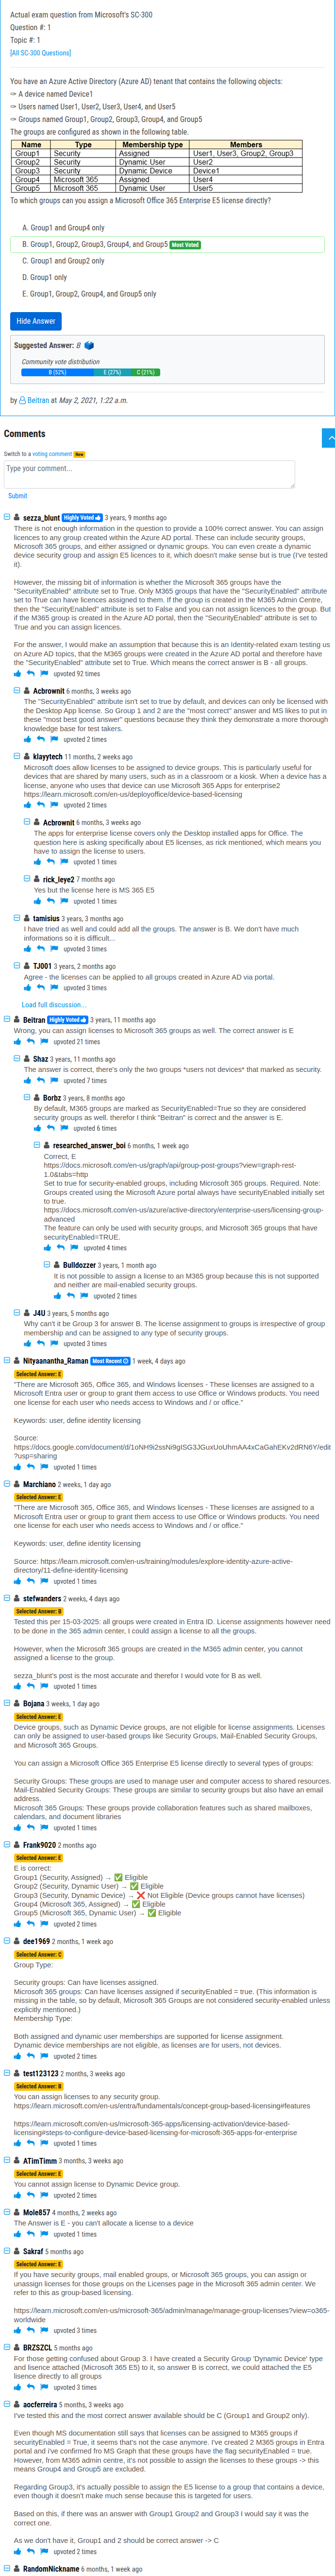 Actual exam question from Microsoft's SC-300
Question #: 1
Topic #: 1
[All SC-300 Questions]
You have an Azure Active Directory (Azure AD) tenant that contains the following objects:
✑ A device named Device1
✑ Users named User1, User2, User3, User4, and User5
✑ Groups named Group1, Group2, Group3, Group4, and Group5
The groups are configured as shown in the following table.
Name Type Membership type Members
Group1 Security Assigned User1, User3, Group2, Group3
Group2 Security Dynamic User User2
Group3 Security Dynamic Device Device1
Group4 Microsoft 365 Assigned User4
Group5 Microsoft 365 Dynamic User User5
To which groups can you assign a Microsoft Office 365 Enterprise E5 license directly?
A. Group1 and Group4 only
B. Group1, Group2, Group3, Group4, and Group5 Most Voted
C. Group1 and Group2 only
D. Group1 only
E. Group1, Group2, Group4, and Group5 only
Hide Answer
Suggested Answer: B
Community vote distribution
B (52%) E (27%) C (21%)
by Beitran at May 2, 2021, 1:22 a.m.
Comments
Switch to a voting comment New
Type your comment...
Submit
sezza_blunt Highly Voted 3 years, 9 months ago
There is not enough information in the question to provide a 100% correct answer. You can assign
licences to any group created within the Azure AD portal. These can include security groups,
Microsoft 365 groups, and either assigned or dynamic groups. You can even create a dynamic
device security group and assign E5 licences to it, which doesn't make sense but is true (I've tested
it).
However, the missing bit of information is whether the Microsoft 365 groups have the
"SecurityEnabled" attribute set to True. Only M365 groups that have the "SecurityEnabled" attribute
set to True can have licences assigned to them. If the group is created in the M365 Admin Centre,
then the "SecurityEnabled" attribute is set to False and you can not assign licences to the group. But
if the M365 group is created in the Azure AD portal, then the "SecurityEnabled" attribute is set to
True and you can assign licences.
For the answer, I would make an assumption that because this is an Identity-related exam testing us
on Azure AD topics, that the M365 groups were created in the Azure AD portal and therefore have
the "SecurityEnabled" attribute set to True. Which means the correct answer is B - all groups.
upvoted 92 times
Acbrownit 6 months, 3 weeks ago
The "SecurityEnabled" attribute isn't set to true by default, and devices can only be licensed with
the Desktop App license. So Group 1 and 2 are the "most correct" answer and MS likes to put in
these "most best good answer" questions because they think they demonstrate a more thorough
knowledge base for test takers.
upvoted 2 times
klayytech 11 months, 2 weeks ago
Microsoft does allow licenses to be assigned to device groups. This is particularly useful for
devices that are shared by many users, such as in a classroom or a kiosk. When a device has a
license, anyone who uses that device can use Microsoft 365 Apps for enterprise2
https://learn.microsoft.com/en-us/deployoffice/device-based-licensing
upvoted 2 times
Acbrownit 6 months, 3 weeks ago
The apps for enterprise license covers only the Desktop installed apps for Office. The
question here is asking specifically about E5 licenses, as rick mentioned, which means you
have to assign the license to users.
upvoted 1 times
rick_leye2 7 months ago
Yes but the license here is MS 365 E5
upvoted 1 times
tamisius 3 years, 3 months ago
I have tried as well and could add all the groups. The answer is B. We don't have much
informations so it is difficult...
upvoted 3 times
TJ001 3 years, 2 months ago
Agree - the licenses can be applied to all groups created in Azure AD via portal.
upvoted 3 times
Load full discussion...
Beitran Highly Voted 3 years, 11 months ago
Wrong, you can assign licenses to Microsoft 365 groups as well. The correct answer is E
upvoted 21 times
Shaz 3 years, 11 months ago
The answer is correct, there's only the two groups *users not devices* that marked as security.
upvoted 7 times
Borbz 3 years, 8 months ago
By default, M365 groups are marked as SecurityEnabled=True so they are considered
security groups as well. therefor I think "Beitran" is correct and the answer is E.
upvoted 6 times
researched_answer_boi 6 months, 1 week ago
Correct, E
https://docs.microsoft.com/en-us/graph/api/group-post-groups?view=graph-rest-
1.0&tabs=http
Set to true for security-enabled groups, including Microsoft 365 groups. Required. Note:
Groups created using the Microsoft Azure portal always have securityEnabled initially set
to true.
https://docs.microsoft.com/en-us/azure/active-directory/enterprise-users/licensing-group-
advanced
The feature can only be used with security groups, and Microsoft 365 groups that have
securityEnabled=TRUE.
upvoted 4 times
Bulldozzer 3 years, 1 month ago
It is not possible to assign a license to an M365 group because this is not supported
and neither are mail-enabled security groups.
upvoted 2 times
J4U 3 years, 5 months ago
Why can't it be Group 3 for answer B. The license assignment to groups is irrespective of group
membership and can be assigned to any type of security groups.
upvoted 3 times
Nityaanantha_Raman Most Recent 1 week, 4 days ago
Selected Answer: E
"There are Microsoft 365, Office 365, and Windows licenses - These licenses are assigned to a
Microsoft Entra user or group to grant them access to use Office or Windows products. You need
one license for each user who needs access to Windows and / or office."
Keywords: user, define identity licensing
Source:
https://docs.google.com/document/d/1oNH9i2ssNi9gISG3JGuxUoUhmAA4xCaGahEKv2dRN6Y/edit
?usp=sharing
upvoted 1 times
Marchiano 2 weeks, 1 day ago
Selected Answer: E
"There are Microsoft 365, Office 365, and Windows licenses - These licenses are assigned to a
Microsoft Entra user or group to grant them access to use Office or Windows products. You need
one license for each user who needs access to Windows and / or office."
Keywords: user, define identity licensing
Source: https://learn.microsoft.com/en-us/training/modules/explore-identity-azure-active-
directory/11-define-identity-licensing
upvoted 1 times
stefwanders 2 weeks, 4 days ago
Selected Answer: B
Tested this per 15-03-2025: all groups were created in Entra ID. License assignments however need
to be done in the 365 admin center, I could assign a license to all the groups.
However, when the Microsoft 365 groups are created in the M365 admin center, you cannot
assigned a license to the group.
sezza_blunt's post is the most accurate and therefor I would vote for B as well.
upvoted 1 times
Bojana 3 weeks, 1 day ago
Selected Answer: E
Device groups, such as Dynamic Device groups, are not eligible for license assignments. Licenses
can only be assigned to user-based groups like Security Groups, Mail-Enabled Security Groups,
and Microsoft 365 Groups.
You can assign a Microsoft Office 365 Enterprise E5 license directly to several types of groups:
Security Groups: These groups are used to manage user and computer access to shared resources.
Mail-Enabled Security Groups: These groups are similar to security groups but also have an email
address.
Microsoft 365 Groups: These groups provide collaboration features such as shared mailboxes,
calendars, and document libraries
upvoted 1 times
Frank9020 2 months ago
Selected Answer: E
E is correct:
Group1 (Security, Assigned) → ✅ Eligible
Group2 (Security, Dynamic User) → ✅ Eligible
Group3 (Security, Dynamic Device) → ❌ Not Eligible (Device groups cannot have licenses)
Group4 (Microsoft 365, Assigned) → ✅ Eligible
Group5 (Microsoft 365, Dynamic User) → ✅ Eligible
upvoted 2 times
dee1969 2 months, 1 week ago
Selected Answer: C
Group Type:
Security groups: Can have licenses assigned.
Microsoft 365 groups: Can have licenses assigned if securityEnabled = true. (This information is
missing in the table, so by default, Microsoft 365 Groups are not considered security-enabled unless
explicitly mentioned.)
Membership Type:
Both assigned and dynamic user memberships are supported for license assignment.
Dynamic device memberships are not eligible, as licenses are for users, not devices.
upvoted 2 times
test123123 2 months, 3 weeks ago
Selected Answer: B
You can assign licenses to any security group.
https://learn.microsoft.com/en-us/entra/fundamentals/concept-group-based-licensing#features
https://learn.microsoft.com/en-us/microsoft-365-apps/licensing-activation/device-based-
licensing#steps-to-configure-device-based-licensing-for-microsoft-365-apps-for-enterprise
upvoted 1 times
ATimTimm 3 months, 3 weeks ago
Selected Answer: E
You cannot assign license to Dynamic Device group.
upvoted 2 times
Mole857 4 months, 2 weeks ago
The Answer is E - you can't allocate a license to a device
upvoted 1 times
Sakraf 5 months ago
Selected Answer: E
If you have security groups, mail enabled groups, or Microsoft 365 groups, you can assign or
unassign licenses for those groups on the Licenses page in the Microsoft 365 admin center. We
refer to this as group-based licensing.
https://learn.microsoft.com/en-us/microsoft-365/admin/manage/manage-group-licenses?view=o365-
worldwide
upvoted 3 times
BRZSZCL 5 months ago
For those getting confused about Group 3. I have created a Security Group 'Dynamic Device' type
and lisence attached (Microsoft 365 E5) to it, so answer B is correct, we could attached the E5
lisence directly to all groups
upvoted 3 times
aocferreira 5 months, 3 weeks ago
I've tested this and the most correct answer available should be C (Group1 and Group2 only).
Even though MS documentation still says that licenses can be assigned to M365 groups if
securityEnabled = True, it seems that's not the case anymore. I've created 2 M365 groups in Entra
portal and i've confirmed fro MS Graph that these groups have the flag securityEnabled = true.
However, from M365 admin centre, it's not possible to assign the licenses to these groups -> this
means Group4 and Group5 are excluded.
Regarding Group3, it's actually possible to assign the E5 license to a group that contains a device,
even though it doesn't make much sense because this is targeted for users.
Based on this, if there was an answer with Group1 Group2 and Group3 I would say it was the
correct one.
As we don't have it, Group1 and 2 should be correct answer -> C
upvoted 2 times
RandomNickname 6 months, 1 week ago